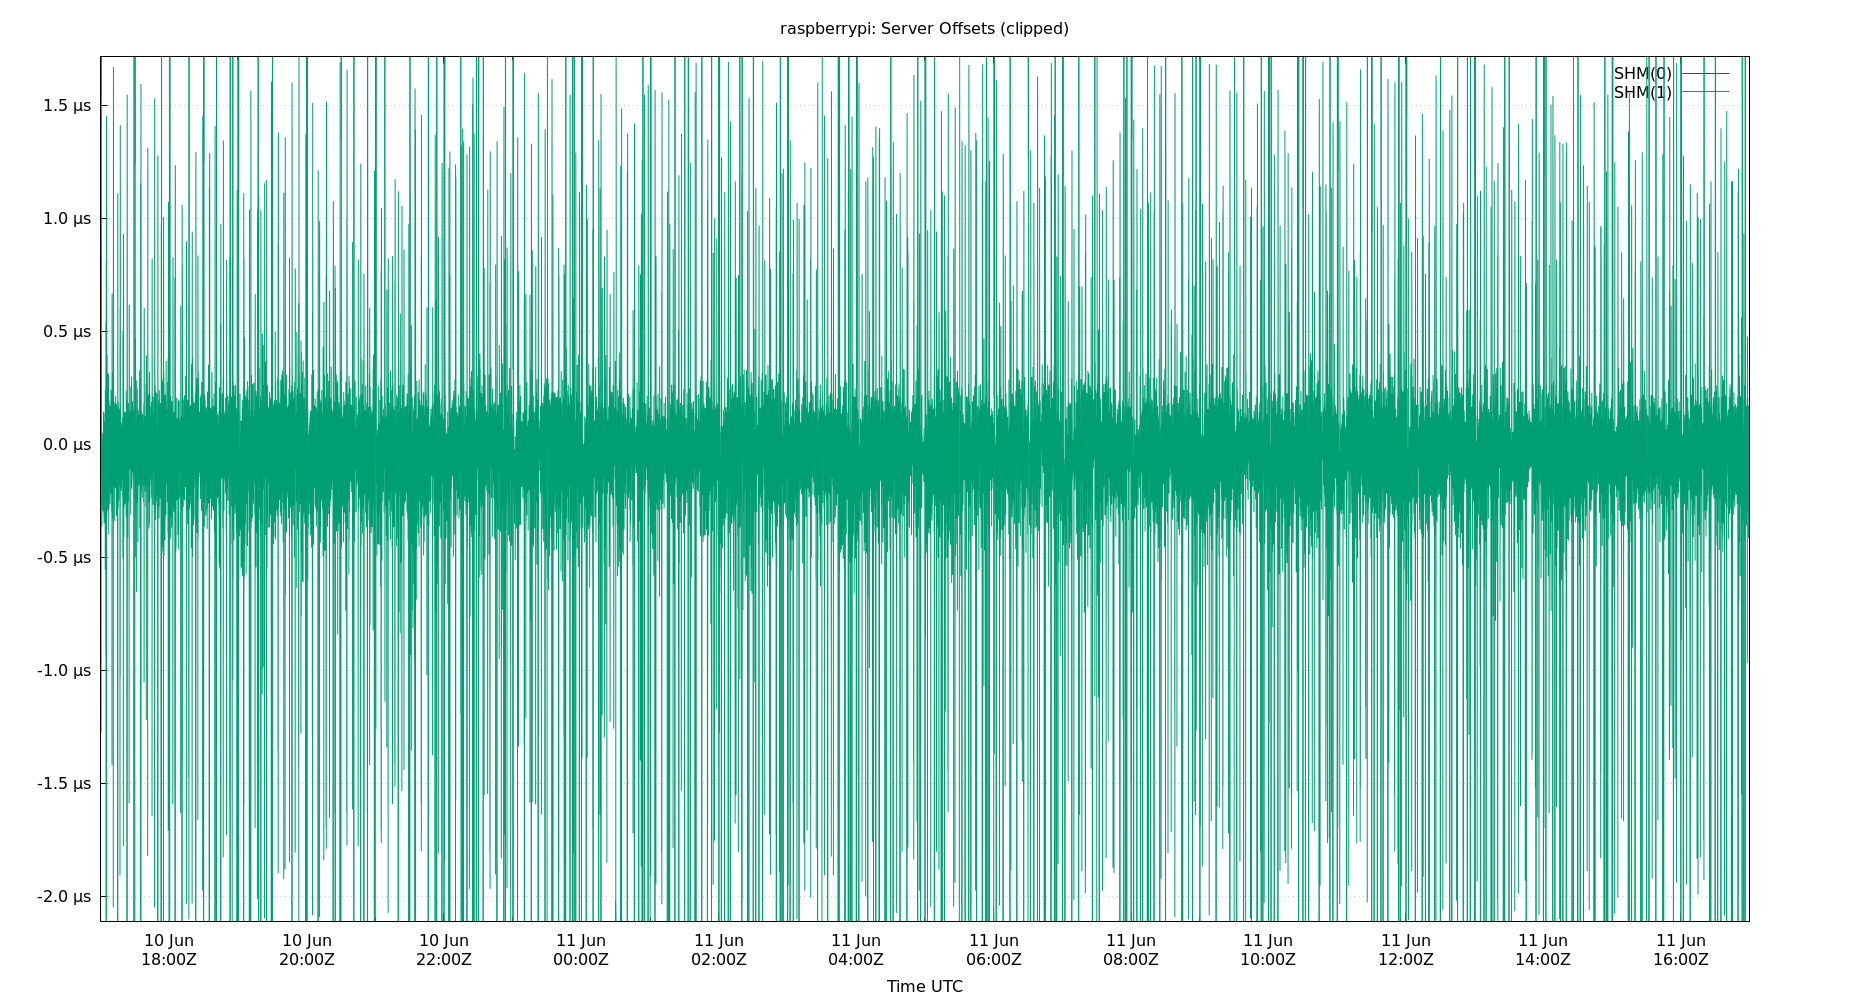 raspberrypi: Server Offsets (clipped)
SHM(0)
SHM(1)
1.5 µs
1.0 µs
0.5 µs
0.0 µs
-0.5 µs
-1.0 µs
-1.5 µs
-2.0 µs
10 Jun 10 Jun 10 Jun 11 Jun 11 Jun 11 Jun 11 Jun 11 Jun 11 Jun 11 Jun 11 Jun 11 Jun
18:00Z 20:00Z 22:00Z 00:00Z 02:00Z 04:00Z 06:00Z 08:00Z 10:00Z 12:00Z 14:00Z 16:00Z
Time UTC